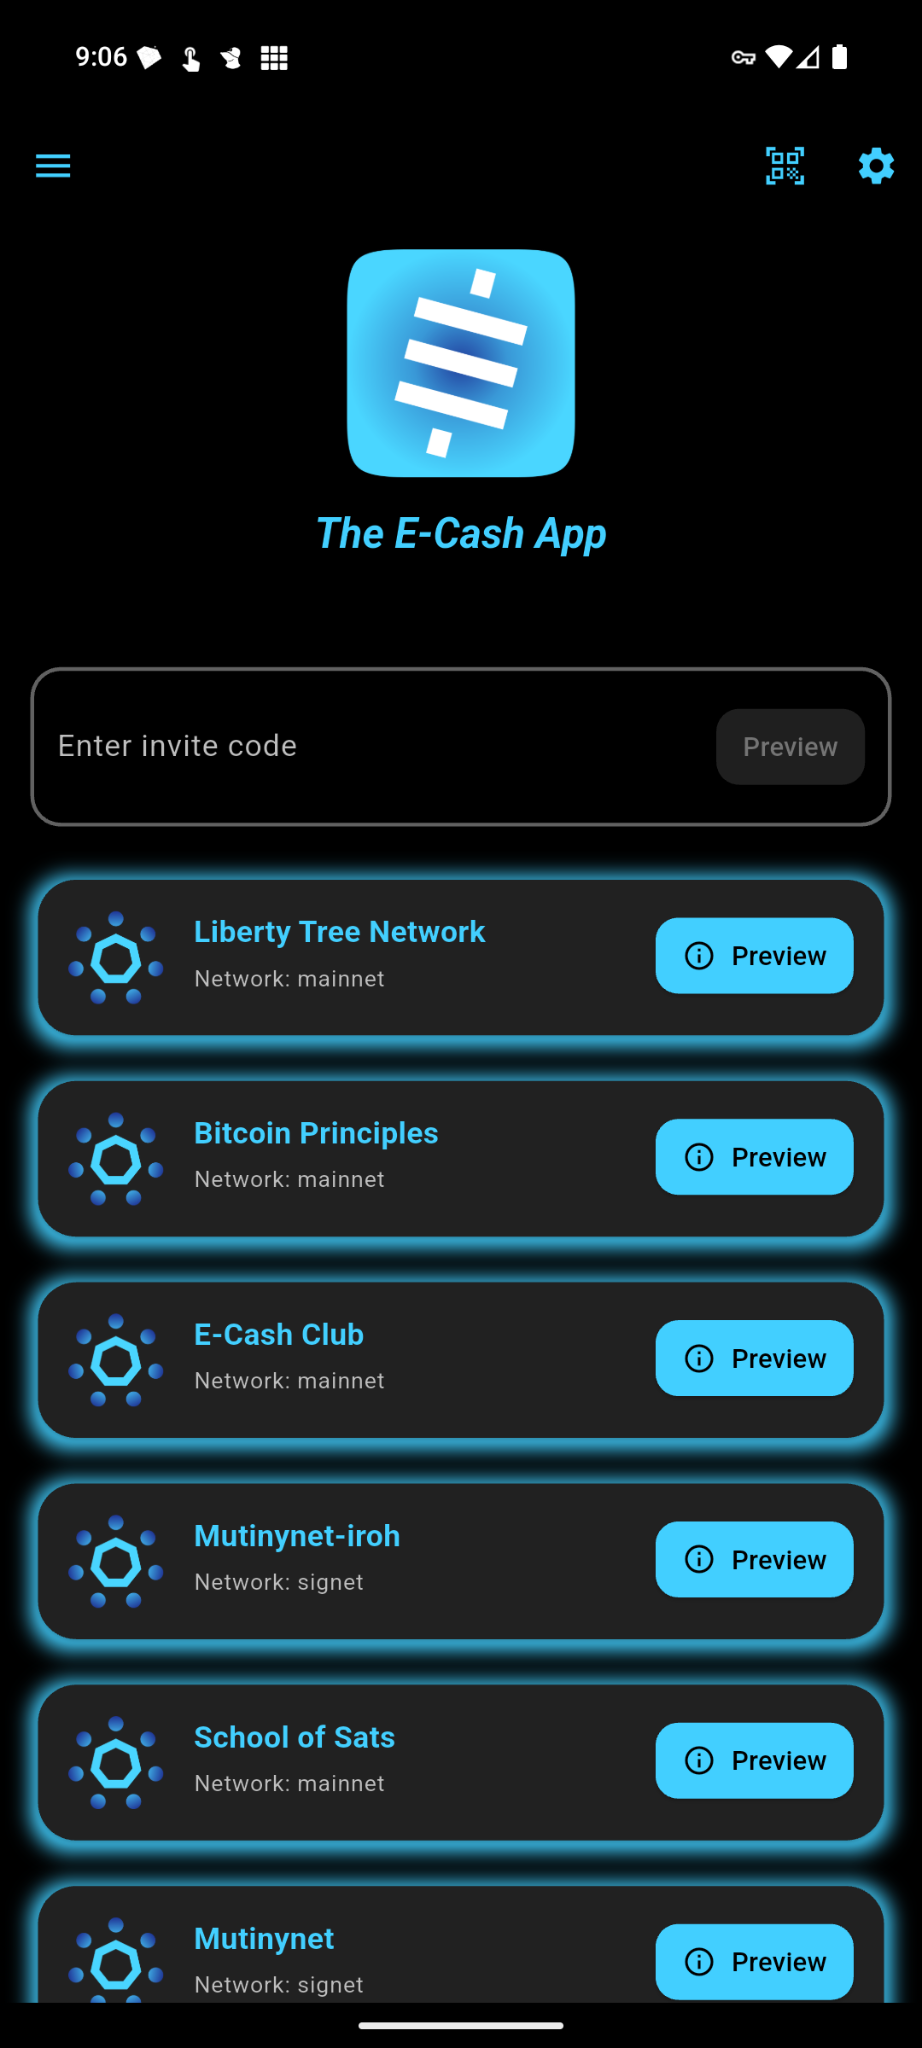 9:06
The E-Cash App
Enter invite code
Preview
Liberty Tree Network
Network: mainnet
Preview
Bitcoin Principles
Network: mainnet
Preview
E-Cash Club
Network: mainnet
Preview
Mutinynet-iroh
Network: signet
Preview
School of Sats
Network: mainnet
Preview
Mutinynet
Network: signet
Preview